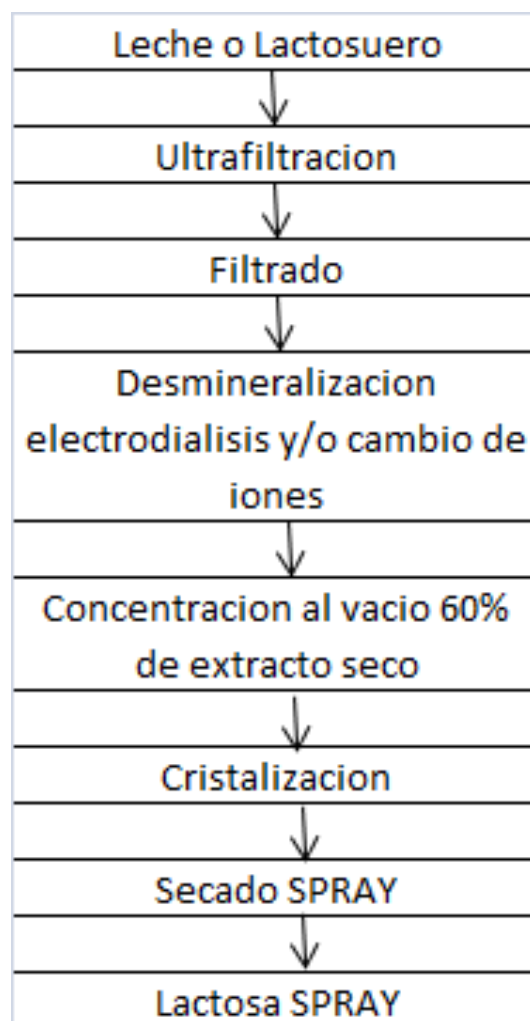 Leche o Lactosuero
Ultrafiltracion
Filtrado
Desmineralizacion
electrodialisis y/o cambio de
iones
Concentracion al vacio 60%
de extracto seco
Cristalizacion
Secado SPRAY
Lactosa SPRAY